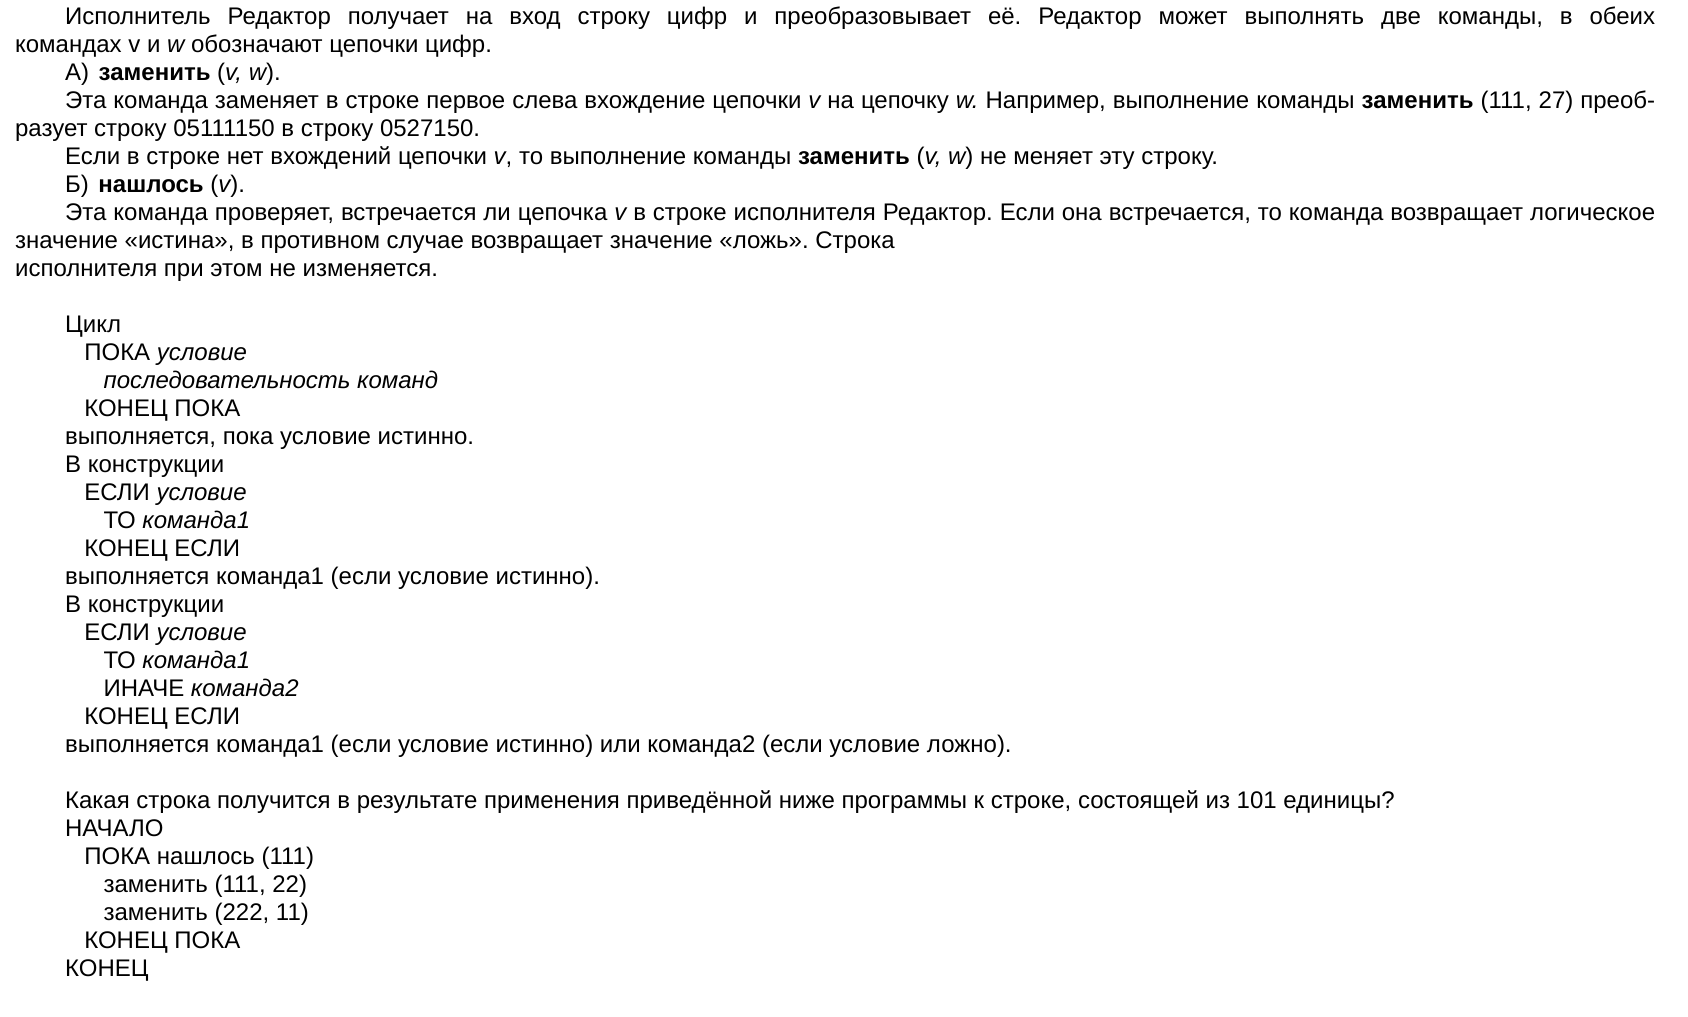 Исполнитель Редактор получает на вход строку цифр и преобразовывает её. Редактор может выполнять две команды, в обеих
командах v и w обозначают цепочки цифр.
А) заменить (v, w).
Эта команда заменяет в строке первое слева вхождение цепочки v на цепочку w. Например, выполнение команды заменить (111, 27) преоб-
разует строку 05111150 в строку 0527150.
Если в строке нет вхождений цепочки v, то выполнение команды заменить (v, w) не меняет эту строку.
Б) нашлось (v).
Эта команда проверяет, встречается ли цепочка v в строке исполнителя Редактор. Если она встречается, то команда возвращает логическое
значение «истина», в противном случае возвращает значение «ложь». Строка
исполнителя при этом не изменяется.
Цикл
ПОКА условие
последовательность команд
КОНЕЦ ПОКА
выполняется, пока условие истинно.
В конструкции
ЕСЛИ условие
ТО команда1
КОНЕЦ ЕСЛИ
выполняется команда1 (если условие истинно).
В конструкции
ЕСЛИ условие
ТО команда1
ИНАЧЕ команда2
КОНЕЦ ЕСЛИ
выполняется команда1 (если условие истинно) или команда2 (если условие ложно).
Какая строка получится в результате применения приведённой ниже программы к строке, состоящей из 101 единицы?
НАЧАЛО
ПОКА нашлось (111)
заменить (111, 22)
заменить (222, 11)
КОНЕЦ ПОКА
КОНЕЦ